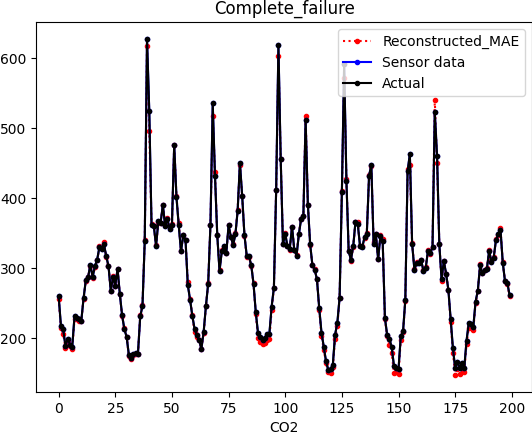 Complete_failure
Reconstructed_MAE
Sensor data
Actual
600
500
400
300
200
0 25 50 75 100 125 150 175 200
CO2